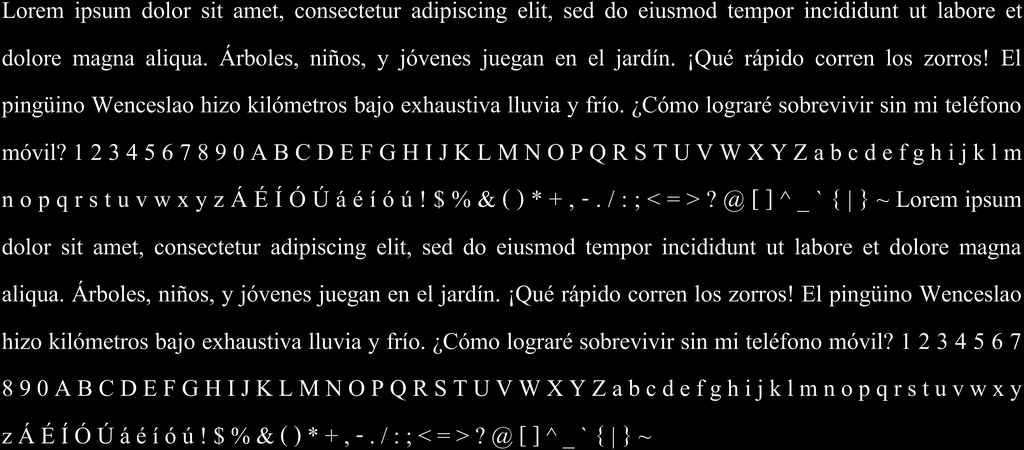 Lorem ipsum dolor sit amet, consectetur adipiscing elit, sed do eiusmod tempor incididunt ut labore et
dolore magna aliqua. Árboles, niños, y jóvenes juegan en el jardín. ¡Qué rápido corren los zorros! El
pingüino Wenceslao hizo kilómetros bajo exhaustiva lluvia y frío. ¿Cómo lograré sobrevivir sin mi teléfono
móvil? 1 2 3 4 5 6 7 8 9 0 A B C D E F G H I J K L M N O P Q R S T U V W X Y Z a b c d e f g h i j k l m
n o p q r s t u v w x y z Á É Í Ó Ú á é í ó ú ! $ % & ( ) * + , - . / : ; < = > ? @ [ ] ^ _ ` { | } ~ Lorem ipsum
dolor sit amet, consectetur adipiscing elit, sed do eiusmod tempor incididunt ut labore et dolore magna
aliqua. Árboles, niños, y jóvenes juegan en el jardín. ¡Qué rápido corren los zorros! El pingüino Wenceslao
hizo kilómetros bajo exhaustiva lluvia y frío. ¿Cómo lograré sobrevivir sin mi teléfono móvil? 1 2 3 4 5 6 7
8 9 0 A B C D E F G H I J K L M N O P Q R S T U V W X Y Z a b c d e f g h i j k l m n o p q r s t u v w x y
z Á É Í Ó Ú á é í ó ú ! $ % & ( ) * + , - . / : ; < = > ? @ [ ] ^ _ ` { | } ~